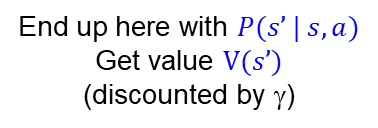 End up here with P(s' | s, a)
Get value V(s')
(discounted by γ)